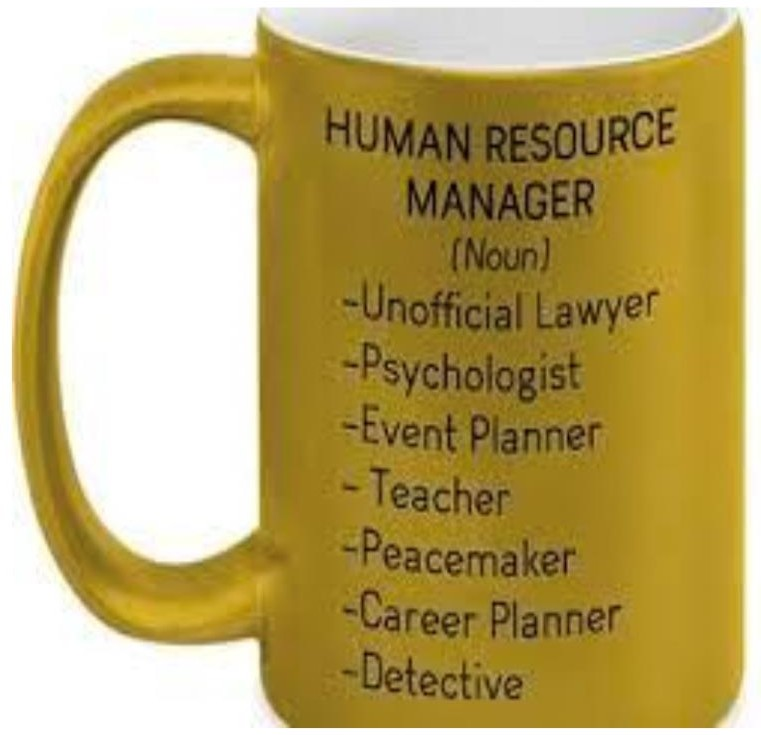 HUMAN RESOURCE
MANAGER
(Noun)
-Unofficial Lawyer
-Psychologist
-Event Planner
- Teacher
-Peacemaker
-Career Planner
-Detective